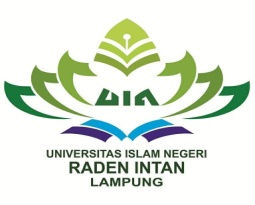 UIN
UNIVERSITAS ISLAM NEGERI
RADEN INTAN
LAMPUNG